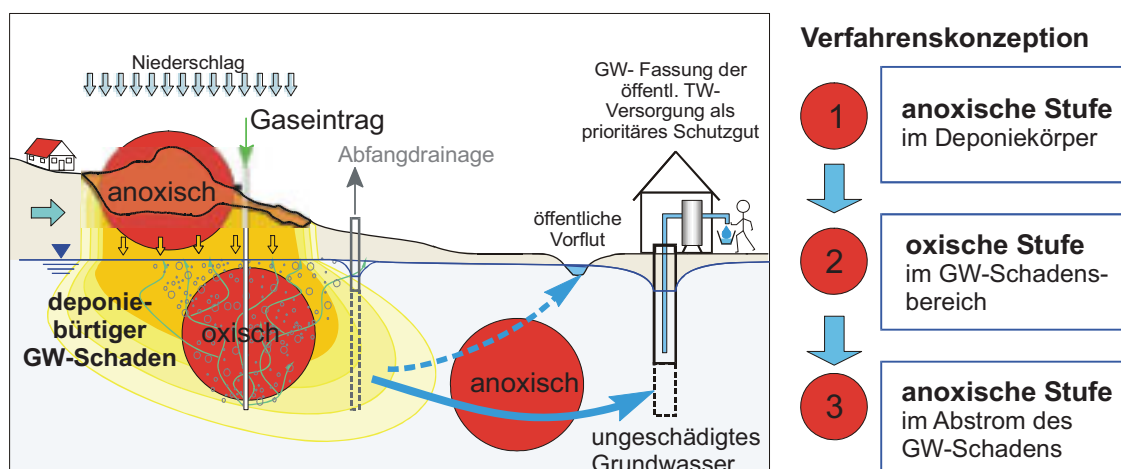 Niederschlag
Gaseintrag
Abfangdrainage
GW- Fassung der
öffentl. TW-
Versorgung als
prioritäres Schutzgut
anoxisch
öffentliche
Vorflut
deponie-
bürtiger
GW-Schaden
oxisch
anoxisch
ungeschädigtes
Grundwasser
Verfahrenskonzeption
1
anoxische Stufe
im Deponiekörper
2
oxische Stufe
im GW-Schadens-
bereich
3
anoxische Stufe
im Abstrom des
GW-Schadens